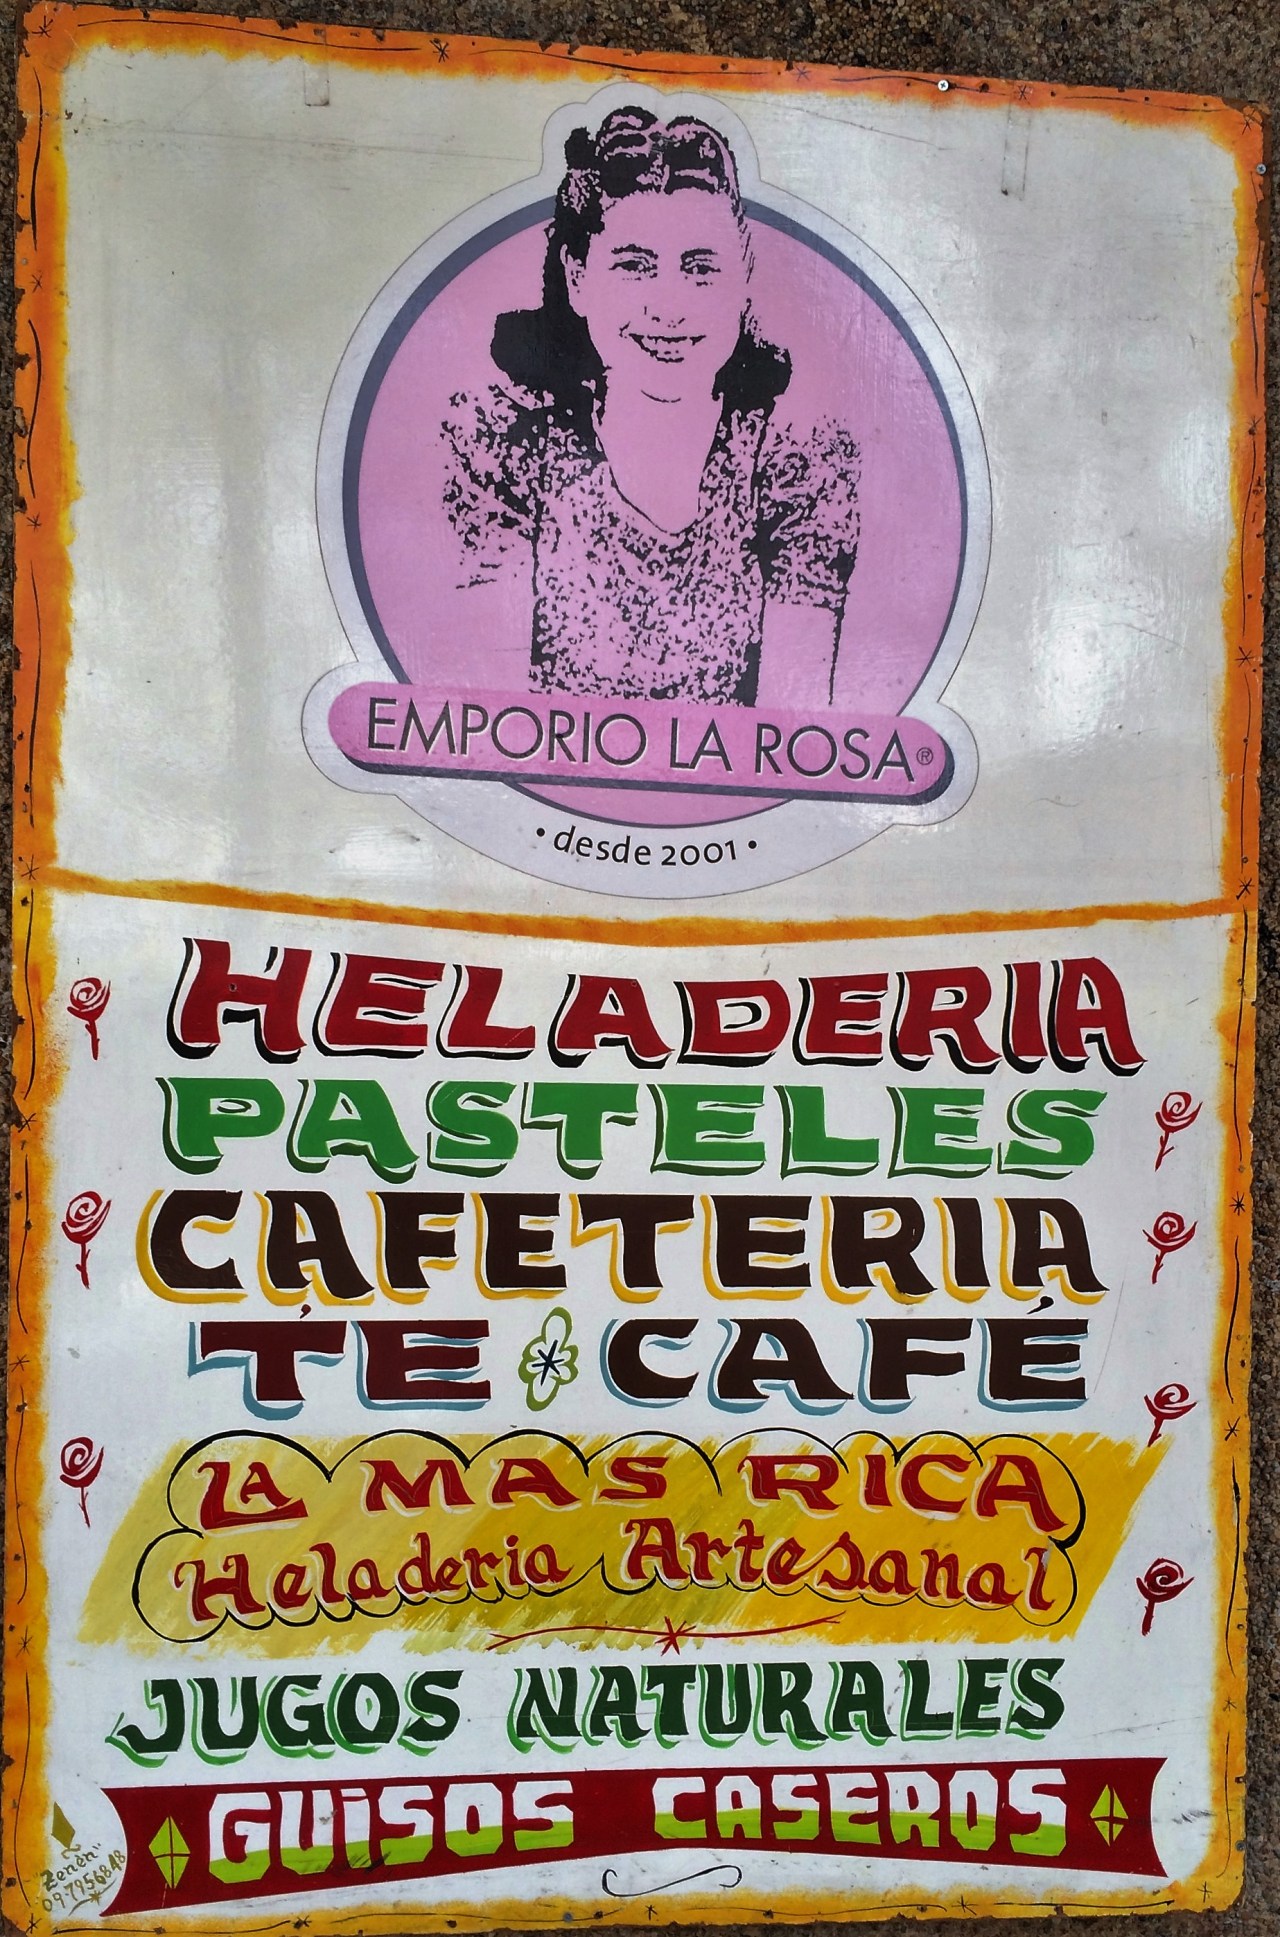 EMPORIO LA ROSA®
• desde 2001 •
HELADERIA
PASTELES
CAFETERIA
TÉ CAFÉ
LA MAS RICA
Heladeria Artesanal
JUGOS NATURALES
GUiSOS CASEROS
Zenén"
09-7956848